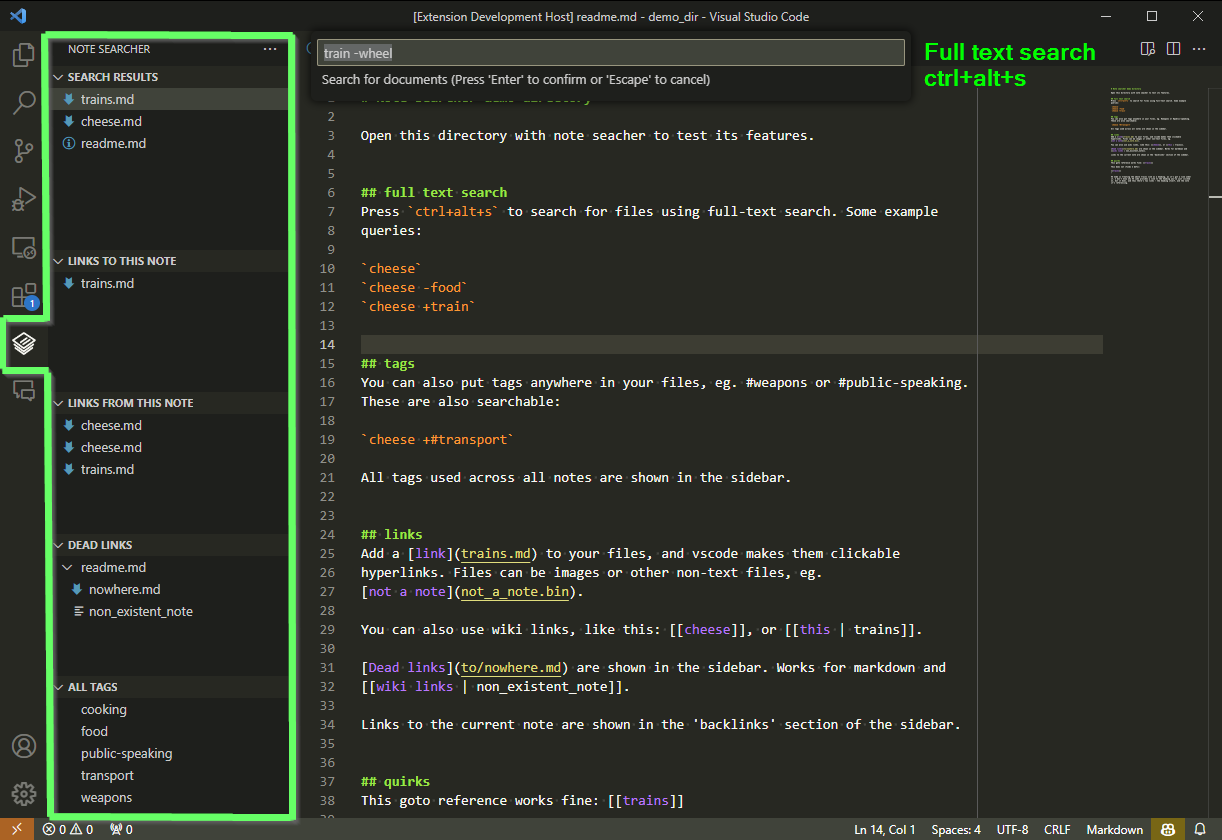 [Extension Development Host] readme.md - demo_dir - Visual Studio Code
NOTE SEARCHER
SEARCH RESULTS
trains.md
cheese.md
readme.md
LINKS TO THIS NOTE
trains.md
LINKS FROM THIS NOTE
cheese.md
cheese.md
trains.md
DEAD LINKS
readme.md
nowhere.md
non_existent_note
ALL TAGS
cooking
food
public-speaking
transport
weapons
1
train -wheel
Search for documents (Press 'Enter' to confirm or 'Escape' to cancel)
Full text search
ctrl+alt+s
2
3 Open this directory with note seacher to test its features.
4
5
6 ## full text search
7 Press `ctrl+alt+s` to search for files using full-text search. Some example
8 queries:
9
10 `cheese`
11 `cheese -food`
12 `cheese +train`
13
14
15 ## tags
16 You can also put tags anywhere in your files, eg. #weapons or #public-speaking.
17 These are also searchable:
18
19 `cheese +#transport`
20
21 All tags used across all notes are shown in the sidebar.
22
23
24 ## links
25 Add a [link](trains.md) to your files, and vscode makes them clickable
26 hyperlinks. Files can be images or other non-text files, eg.
27 [not a note](not_a_note.bin).
28
29 You can also use wiki links, like this: [[cheese]], or [[this | trains]].
30
31 [Dead links](to/nowhere.md) are shown in the sidebar. Works for markdown and
32 [[wiki links | non_existent_note]].
33
34 Links to the current note are shown in the 'backlinks' section of the sidebar.
35
36
37 ## quirks
38 This goto reference works fine: [[trains]]
0 0 0
Ln 14, Col 1 Spaces: 4 UTF-8 CRLF Markdown